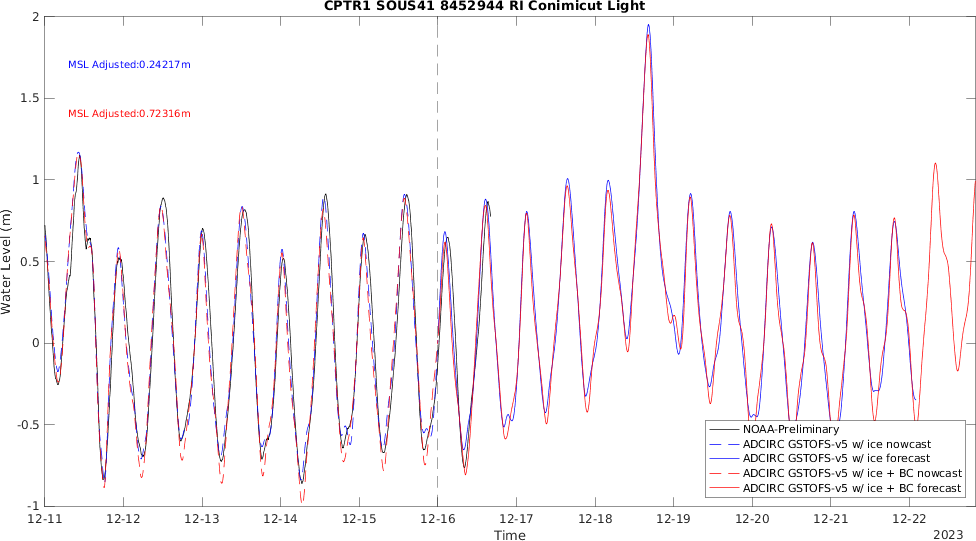 CPTR1 SOUS41 8452944 RI Conimicut Light
2
MSL Adjusted:0.24217m
1.5
MSL Adjusted:0.72316m
1
0.5
Water Level (m)
0
-0.5
-1
NOAA-Preliminary
ADCIRC GSTOFS-v5 w/ ice nowcast
ADCIRC GSTOFS-v5 w/ ice forecast
ADCIRC GSTOFS-v5 w/ ice + BC nowcast
ADCIRC GSTOFS-v5 w/ ice + BC forecast
12-11 12-12 12-13 12-14 12-15 12-16 12-17 12-18 12-19 12-20 12-21 12-22
Time
2023